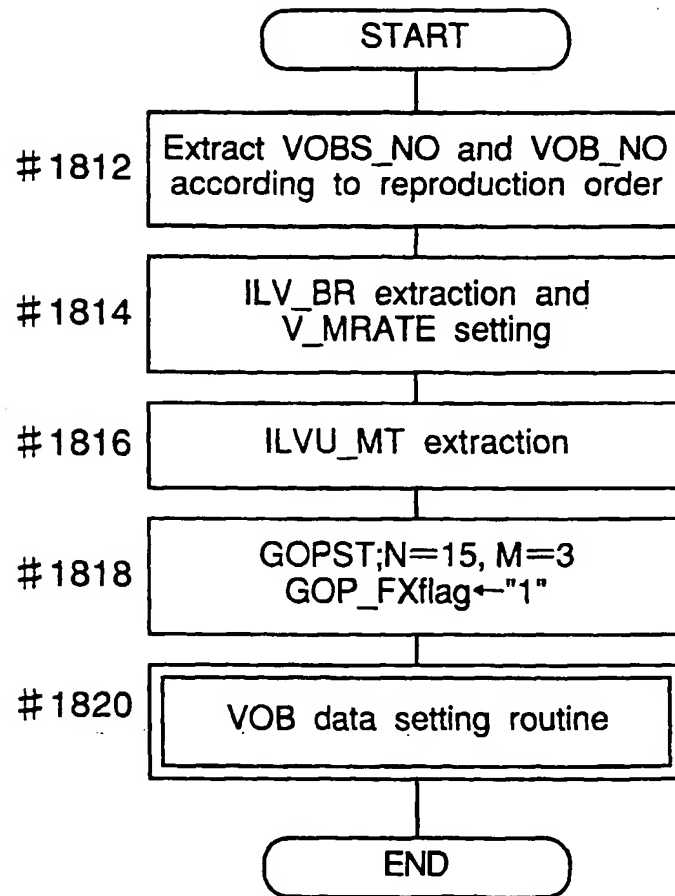 START
#1812
Extract VOBS_NO and VOB_NO
according to reproduction order
#1814
ILV_BR extraction and
V_MRATE setting
#1816
ILVU_MT extraction
#1818
GOPST;N=15, M=3
GOP_FXflag←"1"
#1820
VOB data setting routine
END